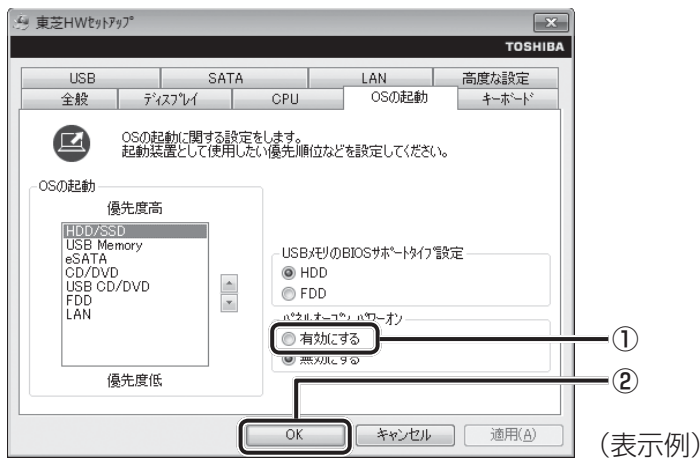 東芝HWｾｯﾄｱｯﾌﾟ
TOSHIBA
USB SATA LAN 高度な設定
全般 ﾃﾞｨｽﾌﾟﾚｲ CPU OSの起動 ｷｰﾎﾞｰﾄﾞ
OSの起動に関する設定をします。
起動装置として使用したい優先順位などを設定してください。
OSの起動
優先度高
HDD/SSD
USB Memory
eSATA
CD/DVD
USB CD/DVD
FDD
LAN
優先度低
USBﾒﾓﾘのBIOSｻﾎﾟｰﾄﾀｲﾌﾟ設定
HDD
FDD
ﾊﾟﾈﾙｵｰﾌﾟﾝ ﾊﾟﾜｰｵﾝ
有効にする
無効にする
①
②
OK キャンセル 適用(A)
（表示例）